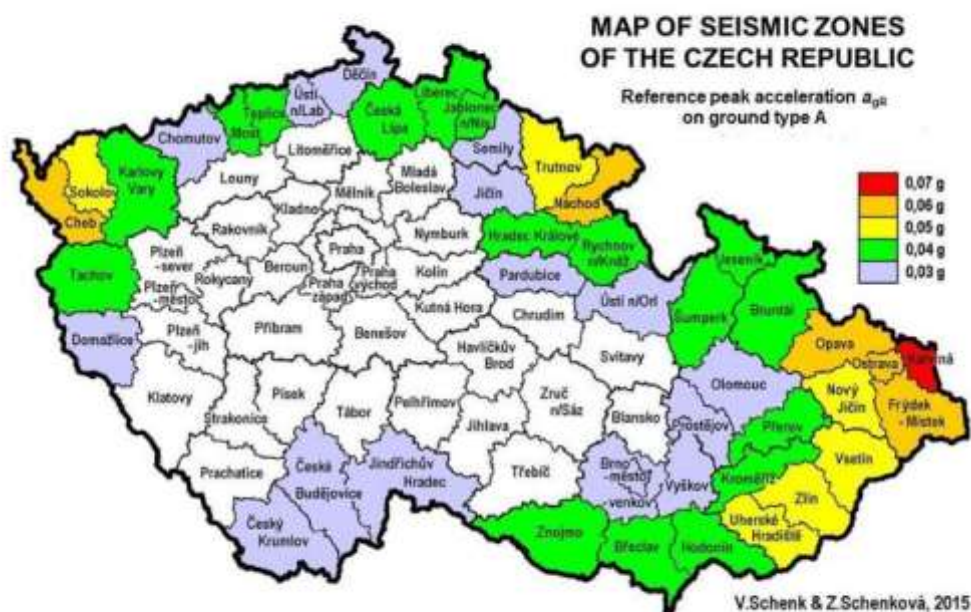 MAP OF SEISMIC ZONES
OF THE CZECH REPUBLIC
Reference peak acceleration agR
on ground type A
0,07 g
0,06 g
0,05 g
0,04 g
0,03 g
Děčín
Ústí
n/Lab
Teplice
Most
Chomutov
Česká
Lípa
Liberec
Jablonec
n/Nis
Semily
Trutnov
Náchod
Jičín
Litoměřice
Louny
Mělník
Mladá
Boleslav
Karlovy
Vary
Sokolov
Cheb
Kladno
Rakovník
Praha
Nymburk
Hradec Králové
Rychnov
n/Kněž
Tachov
Plzeň
-sever
Rokycany
Beroun
Praha
západ
Praha
východ
Kolín
Pardubice
Ústí n/Orl
Jeseník
Šumperk
Bruntál
Plzeň
-město
Kutná Hora
Chrudim
Domažlice
Plzeň
-jih
Příbram
Benešov
Havlíčkův
Brod
Svitavy
Opava
Ostrava
Karviná
Olomouc
Nový
Jičín
Frýdek
- Místek
Klatovy
Strakonice
Písek
Tábor
Pelhřimov
Jihlava
Zruč
n/Sáz
Blansko
Prostějov
Přerov
Vsetín
Prachatice
Třebíč
Brno
-město
-venkov
Vyškov
Kroměříž
Zlín
České
Budějovice
Jindřichův
Hradec
Český
Krumlov
Znojmo
Břeclav
Hodonín
Uherské
Hradiště
V.Schenk & Z.Schenková, 2015